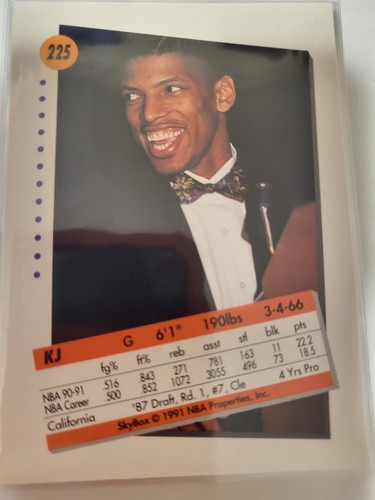 225
KJ G 6'1" 190lbs 3-4-66
fg% ft% reb asst stl blk pts
NBA 90-91 .516 .843 271 781 163 11 22.2
NBA Career .500 .852 1072 3055 496 73 18.5
California '87 Draft, Rd. 1, #7, Cle 4 Yrs Pro
SkyBox © 1991 NBA Properties, Inc.